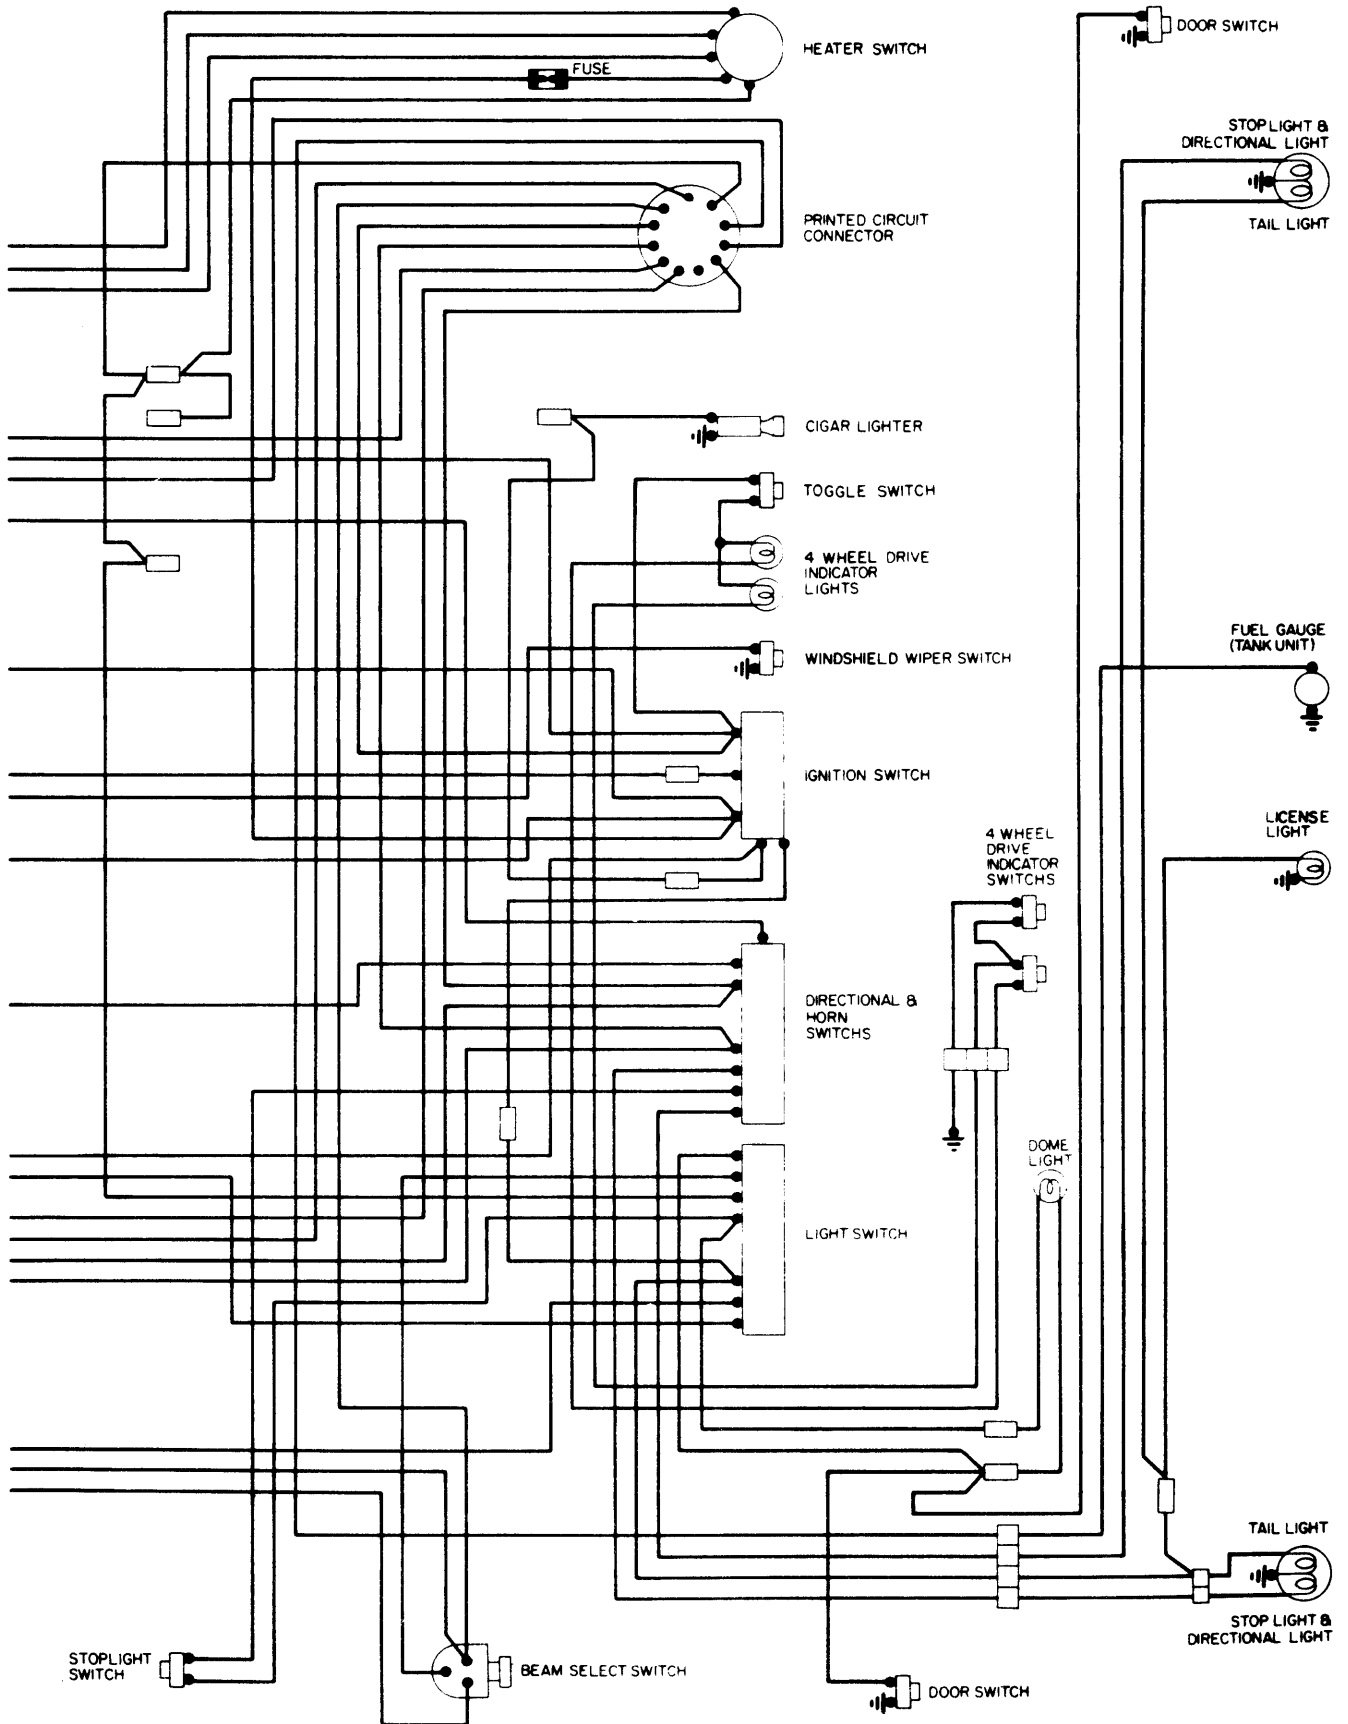 DOOR SWITCH
HEATER SWITCH
FUSE
STOPLIGHT &
DIRECTIONAL LIGHT
TAIL LIGHT
PRINTED CIRCUIT
CONNECTOR
CIGAR LIGHTER
TOGGLE SWITCH
4 WHEEL DRIVE
INDICATOR
LIGHTS
FUEL GAUGE
(TANK UNIT)
WINDSHIELD WIPER SWITCH
IGNITION SWITCH
LICENSE
LIGHT
4 WHEEL
DRIVE
INDICATOR
SWITCHS
DIRECTIONAL &
HORN
SWITCHS
DOME
LIGHT
LIGHT SWITCH
TAIL LIGHT
STOP LIGHT &
DIRECTIONAL LIGHT
STOPLIGHT
SWITCH
BEAM SELECT SWITCH
DOOR SWITCH